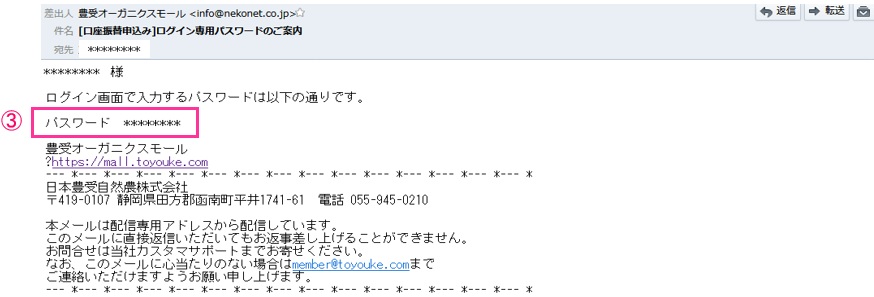 差出人 豊受オーガニクスモール <info@nekonet.co.jp>☆
返信
転送
件名 [口座振替申込み]ログイン専用パスワードのご案内
宛先 ********
******** 様
ログイン画面で入力するパスワードは以下の通りです。
③ パスワード ********
豊受オーガニクスモール
?https://mall.toyouke.com
--- *--- --- *--- --- *--- --- *--- --- *--- --- *--- --- *--- --- *
日本豊受自然農株式会社
〒419-0107 静岡県田方郡函南町平井1741-61 電話 055-945-0210
本メールは配信専用アドレスから配信しています。
このメールに直接返信いただいてもお返事差し上げることができません。
お問合せは当社カスタマサポートまでお寄せください。
なお、このメールに心当たりのない場合はmember@toyouke.comまで
ご連絡いただけますようお願い申し上げます。
--- *--- --- *--- --- *--- --- *--- --- *--- --- *--- --- *--- --- *